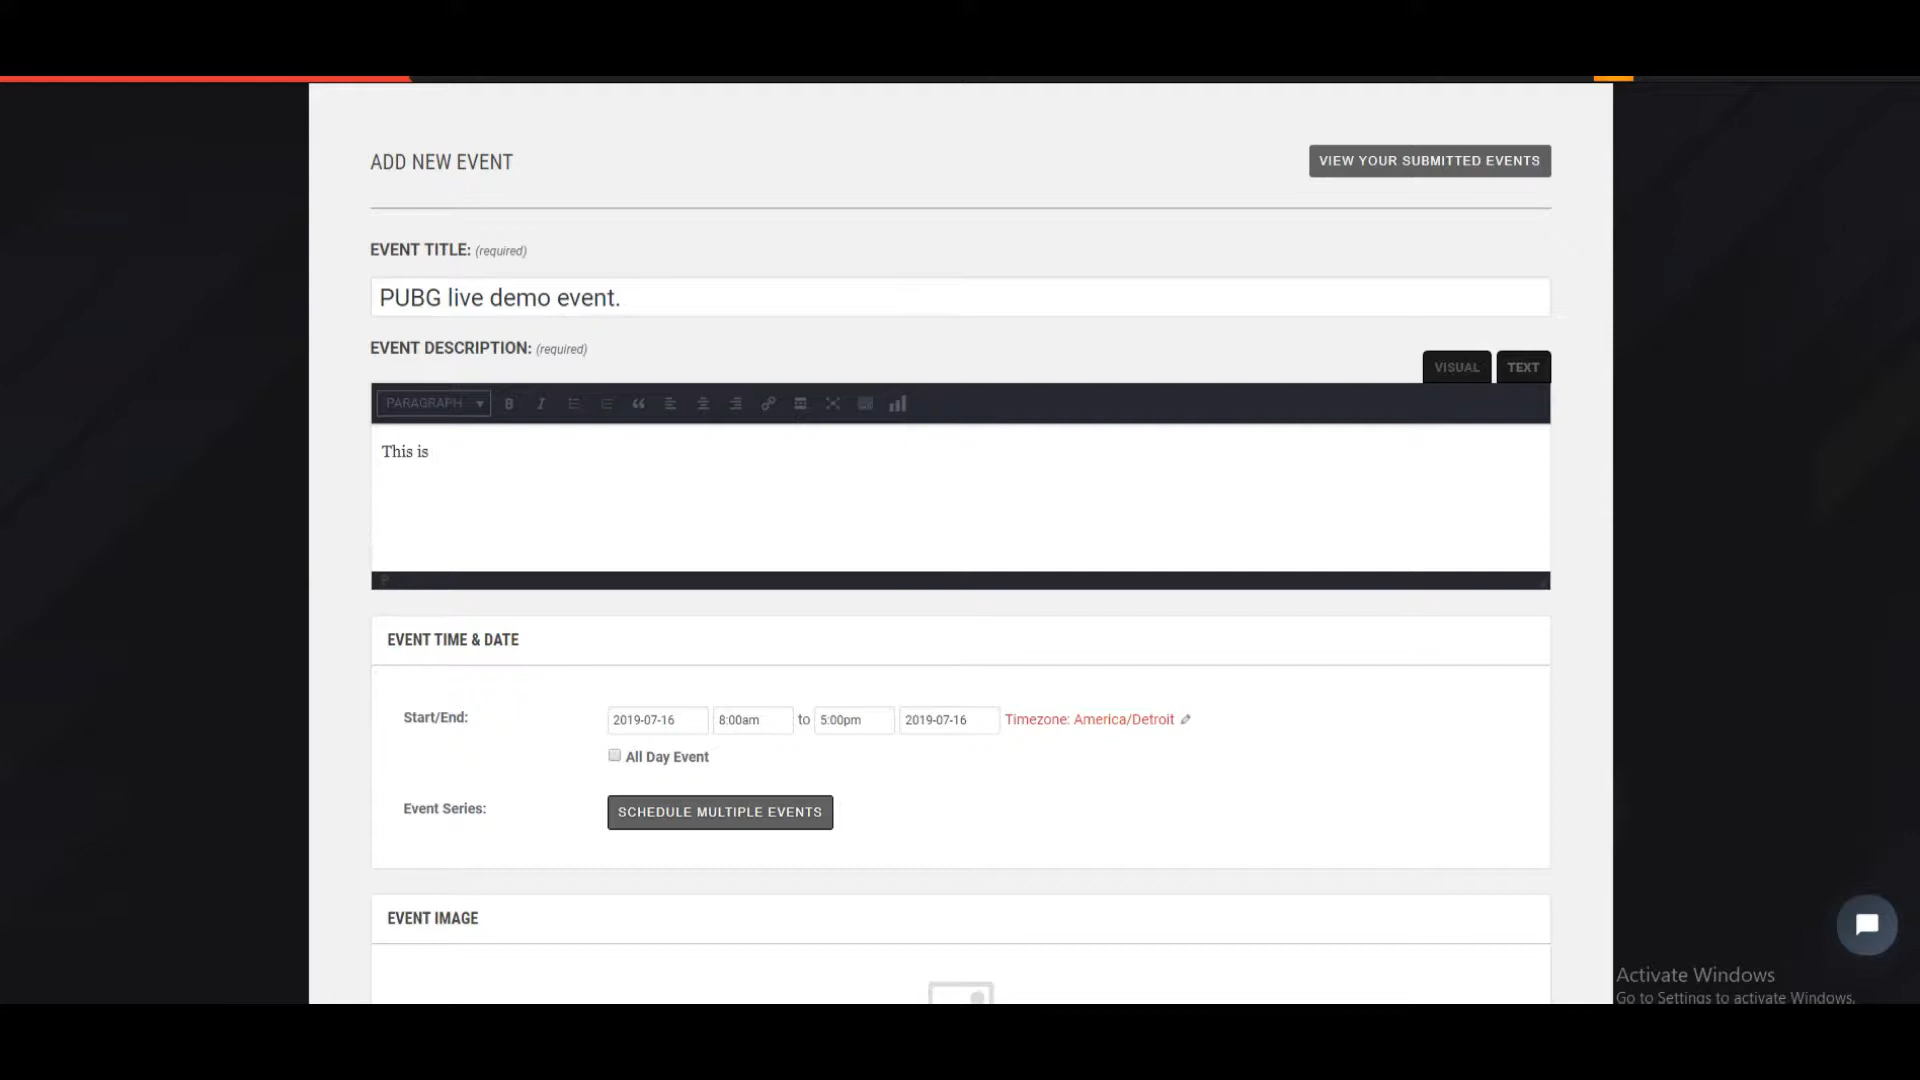 ADD NEW EVENT
VIEW YOUR SUBMITTED EVENTS
EVENT TITLE: (required)
PUBG live demo event.
EVENT DESCRIPTION: (required)
VISUAL TEXT
PARAGRAPH
This is
P
EVENT TIME & DATE
Start/End: 2019-07-16 8:00am to 5:00pm 2019-07-16 Timezone: America/Detroit
All Day Event
Event Series: SCHEDULE MULTIPLE EVENTS
EVENT IMAGE
Activate Windows
Go to Settings to activate Windows.